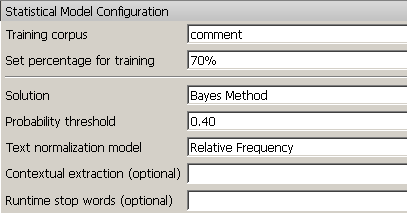 Statistical Model Configuration
Training corpus comment
Set percentage for training 70%
Solution Bayes Method
Probability threshold 0.40
Text normalization model Relative Frequency
Contextual extraction (optional)
Runtime stop words (optional)